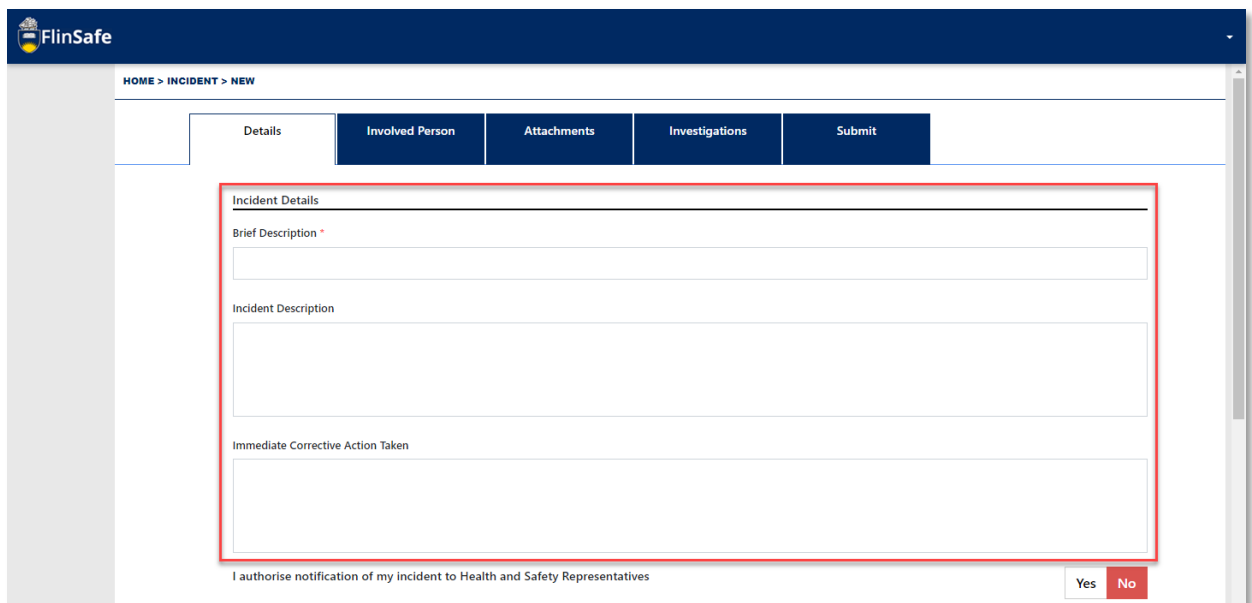 FlinSafe
HOME > INCIDENT > NEW
Details Involved Person Attachments Investigations Submit
Incident Details
Brief Description *
Incident Description
Immediate Corrective Action Taken
I authorise notification of my incident to Health and Safety Representatives Yes No